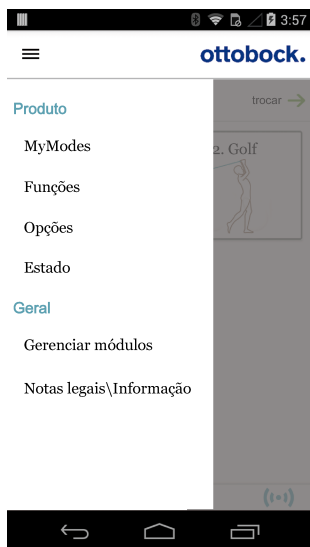 3:57
ottobock.
Produto
trocar
MyModes
2. Golf
Funções
Opções
Estado
Geral
Gerenciar módulos
Notas legais\Informação